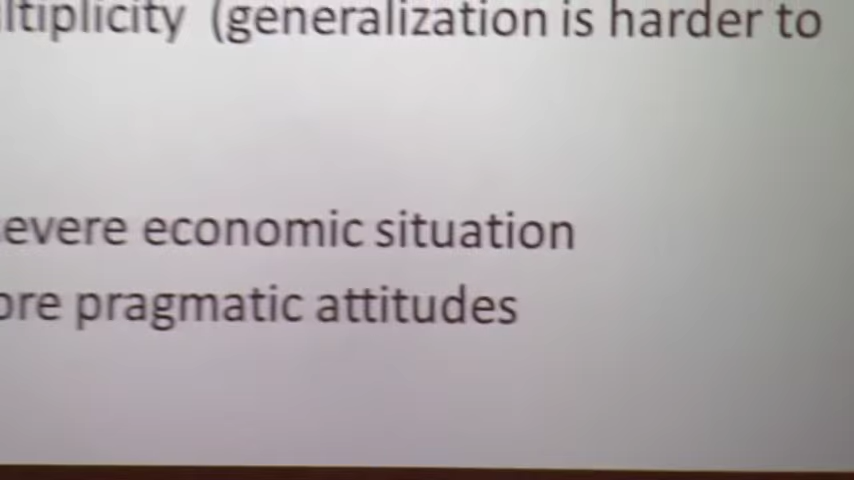 ltiplicity (generalization is harder to
evere economic situation
ore pragmatic attitudes